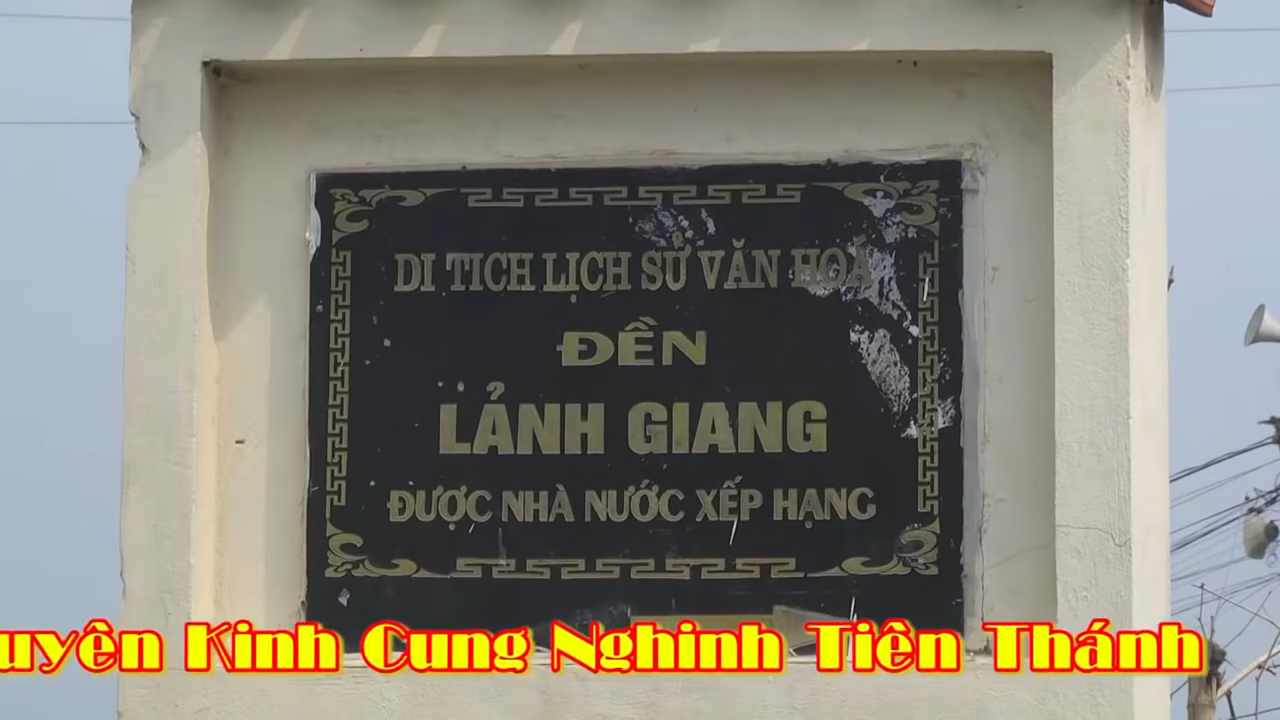 DI TICH LỊCH SỬ VĂN HOÁ
ĐỀN
LẢNH GIANG
ĐƯỢC NHÀ NƯỚC XẾP HẠNG
uyên Kinh Cung Nghinh Tiên Thánh